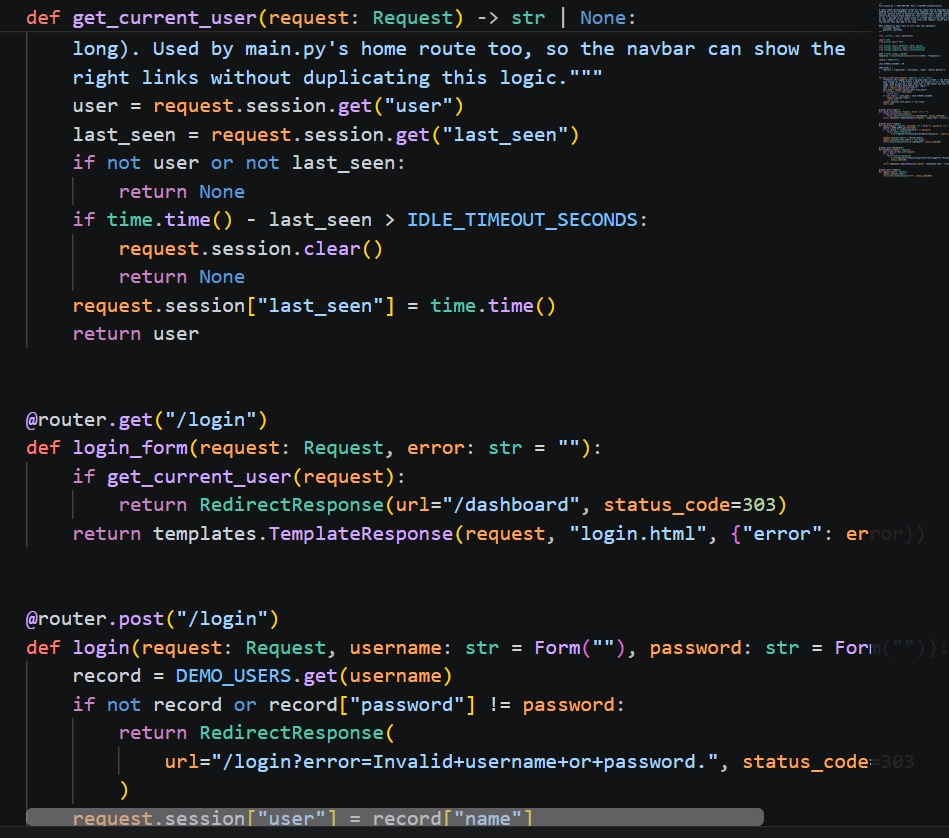 def get_current_user(request: Request) -> str | None:
long). Used by main.py's home route too, so the navbar can show the
right links without duplicating this logic."""
user = request.session.get("user")
last_seen = request.session.get("last_seen")
if not user or not last_seen:
return None
if time.time() - last_seen > IDLE_TIMEOUT_SECONDS:
request.session.clear()
return None
request.session["last_seen"] = time.time()
return user
@router.get("/login")
def login_form(request: Request, error: str = ""):
if get_current_user(request):
return RedirectResponse(url="/dashboard", status_code=303)
return templates.TemplateResponse(request, "login.html", {"error": error})
@router.post("/login")
def login(request: Request, username: str = Form(""), password: str = Form("")):
record = DEMO_USERS.get(username)
if not record or record["password"] != password:
return RedirectResponse(
url="/login?error=Invalid+username+or+password.", status_code=303
)
request.session["user"] = record["name"]